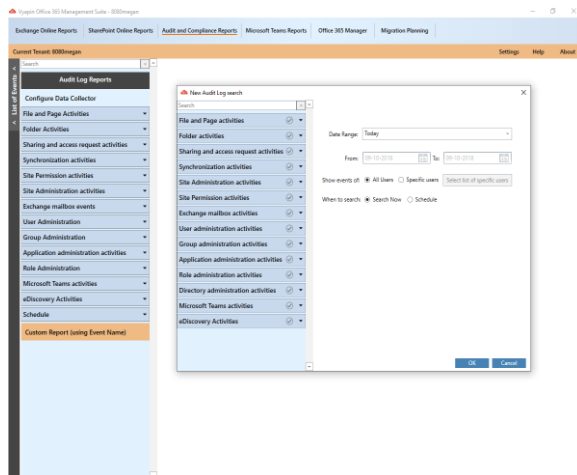 Vyapin Office 365 Management Suite - 8080megan
Exchange Online Reports SharePoint Online Reports Audit and Compliance Reports Microsoft Teams Reports Office 365 Manager Migration Planning
Current Tenant: 8080megan Settings Help About
List of Events
Search
Audit Log Reports
Configure Data Collector
File and Page Activities
Folder Activities
Sharing and access request activities
Synchronization activities
Site Permission activities
Site Administration activities
Exchange mailbox events
User Administration
Group Administration
Application administration activities
Role Administration
Microsoft Teams activities
eDiscovery Activities
Schedule
Custom Report (using Event Name)
New Audit Log search
Search
File and Page activities
Folder activities
Sharing and access request activities
Synchronization activities
Site Administration activities
Site Permission activities
Exchange mailbox activities
User administration activities
Group administration activities
Application administration activities
Role administration activities
Directory administration activities
Microsoft Teams activities
eDiscovery Activities
Date Range: Today
From: 09-10-2018 To: 09-10-2018
Show events of: All Users Specific users Select list of specific users
When to search: Search Now Schedule
OK Cancel